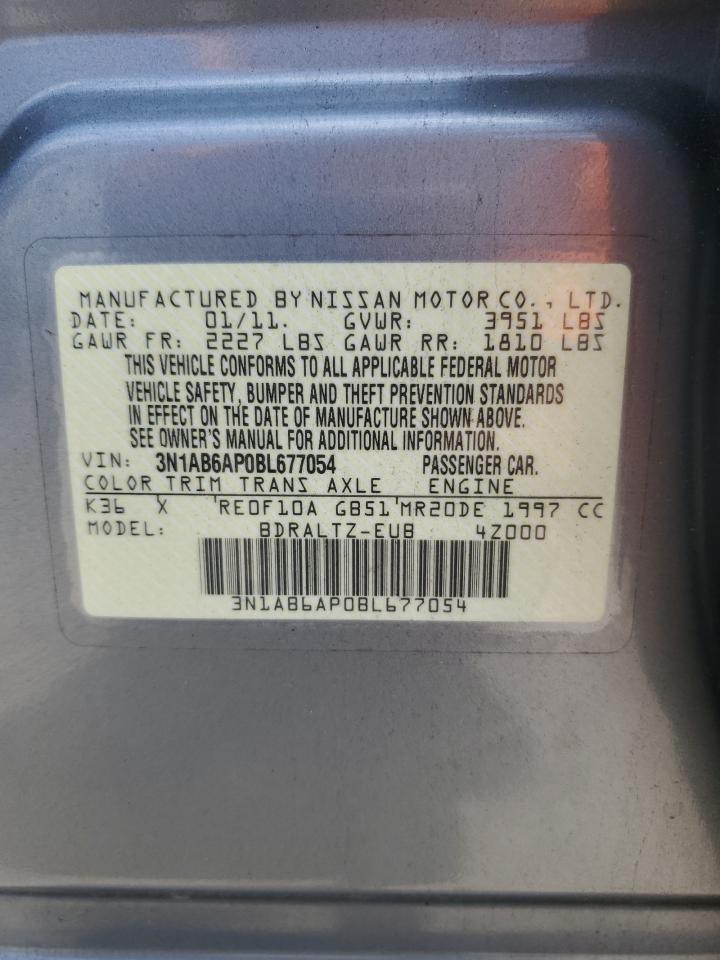 MANUFACTURED BY NISSAN MOTOR CO., LTD.
DATE: 01/11. GVWR: 3951 LBS
GAWR FR: 2227 LBS GAWR RR: 1810 LBS
THIS VEHICLE CONFORMS TO ALL APPLICABLE FEDERAL MOTOR
VEHICLE SAFETY, BUMPER AND THEFT PREVENTION STANDARDS
IN EFFECT ON THE DATE OF MANUFACTURE SHOWN ABOVE.
SEE OWNER'S MANUAL FOR ADDITIONAL INFORMATION.
VIN: 3N1AB6AP0BL677054 PASSENGER CAR.
COLOR TRIM TRANS AXLE ENGINE
K36 X RE0F10A GB51 MR20DE 1997 CC
MODEL: BDRALTZ-EUB 4Z000
3N1AB6AP0BL677054